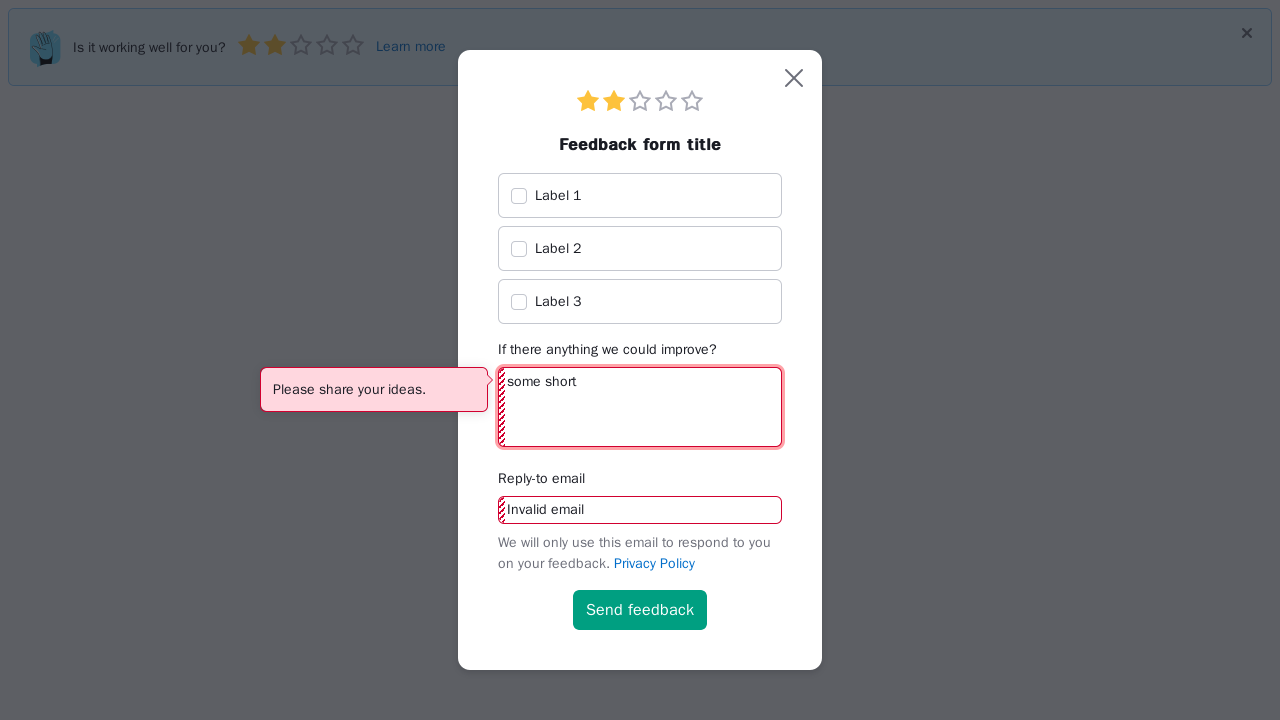 Is it working well for you? Learn more
Feedback form title
Label 1
Label 2
Label 3
If there anything we could improve?
Please share your ideas.
some short
Reply-to email
Invalid email
We will only use this email to respond to you
on your feedback. Privacy Policy
Send feedback